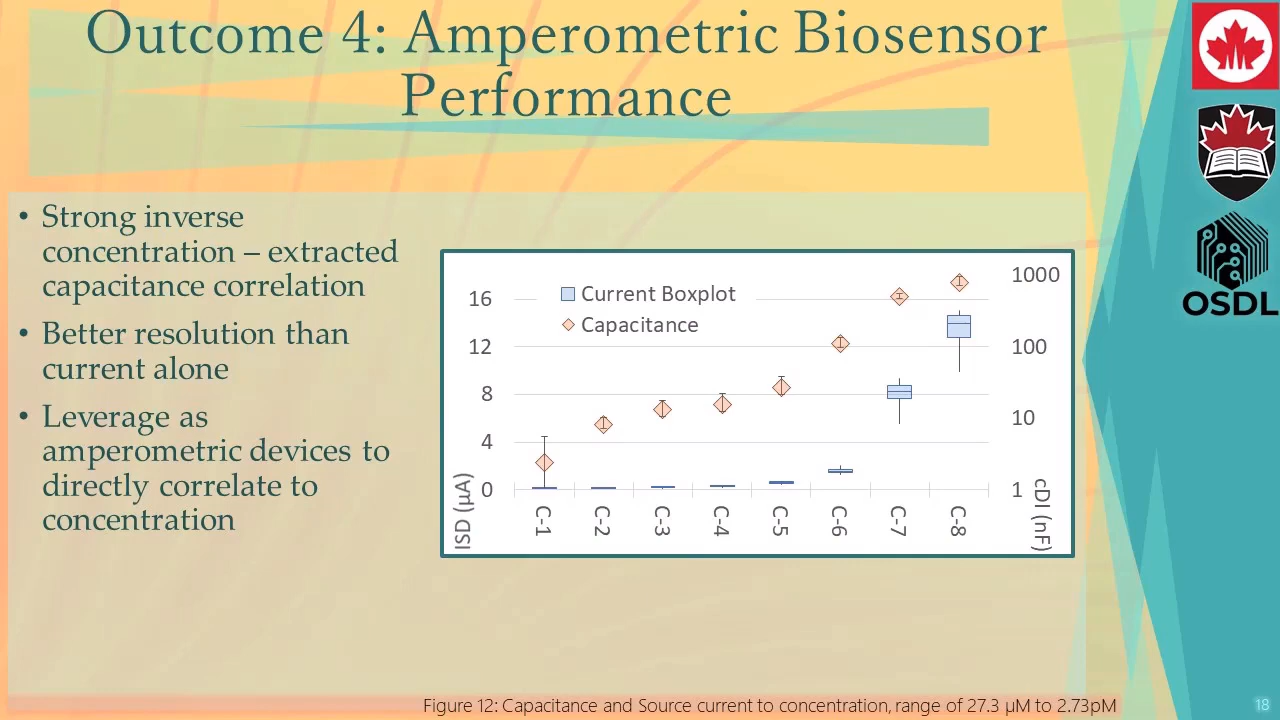 Outcome 4: Amperometric Biosensor
Performance
• Strong inverse
concentration – extracted
capacitance correlation
• Better resolution than
current alone
• Leverage as
amperometric devices to
directly correlate to
concentration
Current Boxplot
Capacitance
16
12
8
4
0
ISD (µA)
1000
100
10
1
cDl (nF)
C-1
C-2
C-3
C-4
C-5
C-6
C-7
C-8
Figure 12: Capacitance and Source current to concentration, range of 27.3 µM to 2.73pM
OSDL
18